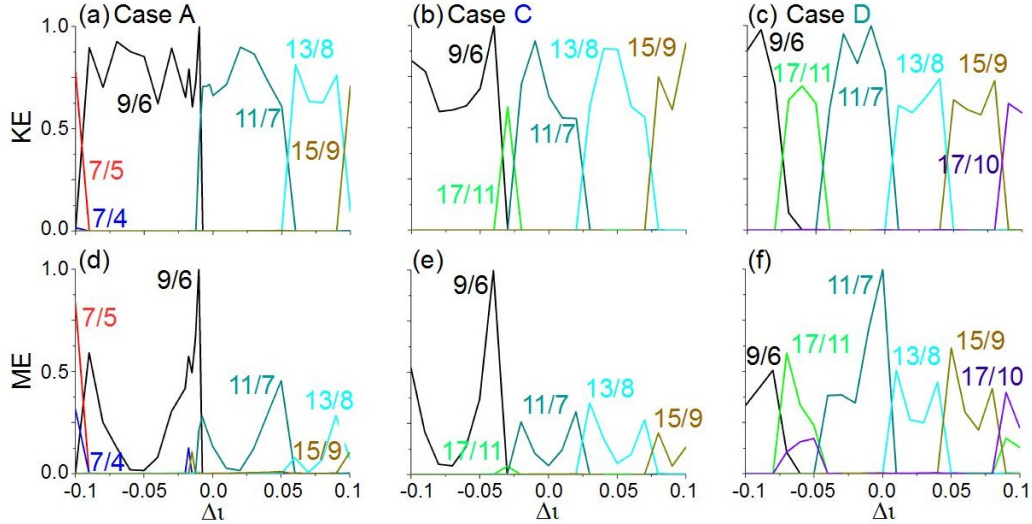 (a) Case A
(b) Case C
(c) Case D
KE
1.0
0.5
0.0
9/6
7/5
7/4
11/7
13/8
15/9
9/6
17/11
11/7
13/8
15/9
9/6
17/11
11/7
13/8
15/9
17/10
(d)
(e)
(f)
ME
1.0
0.5
0.0
9/6
7/5
7/4
11/7
13/8
15/9
9/6
17/11
11/7
13/8
15/9
9/6
17/11
11/7
13/8
15/9
17/10
-0.1 -0.05 0.0 0.05 0.1
-0.1 -0.05 0.0 0.05 0.1
-0.1 -0.05 0.0 0.05 0.1
Δι
Δι
Δι